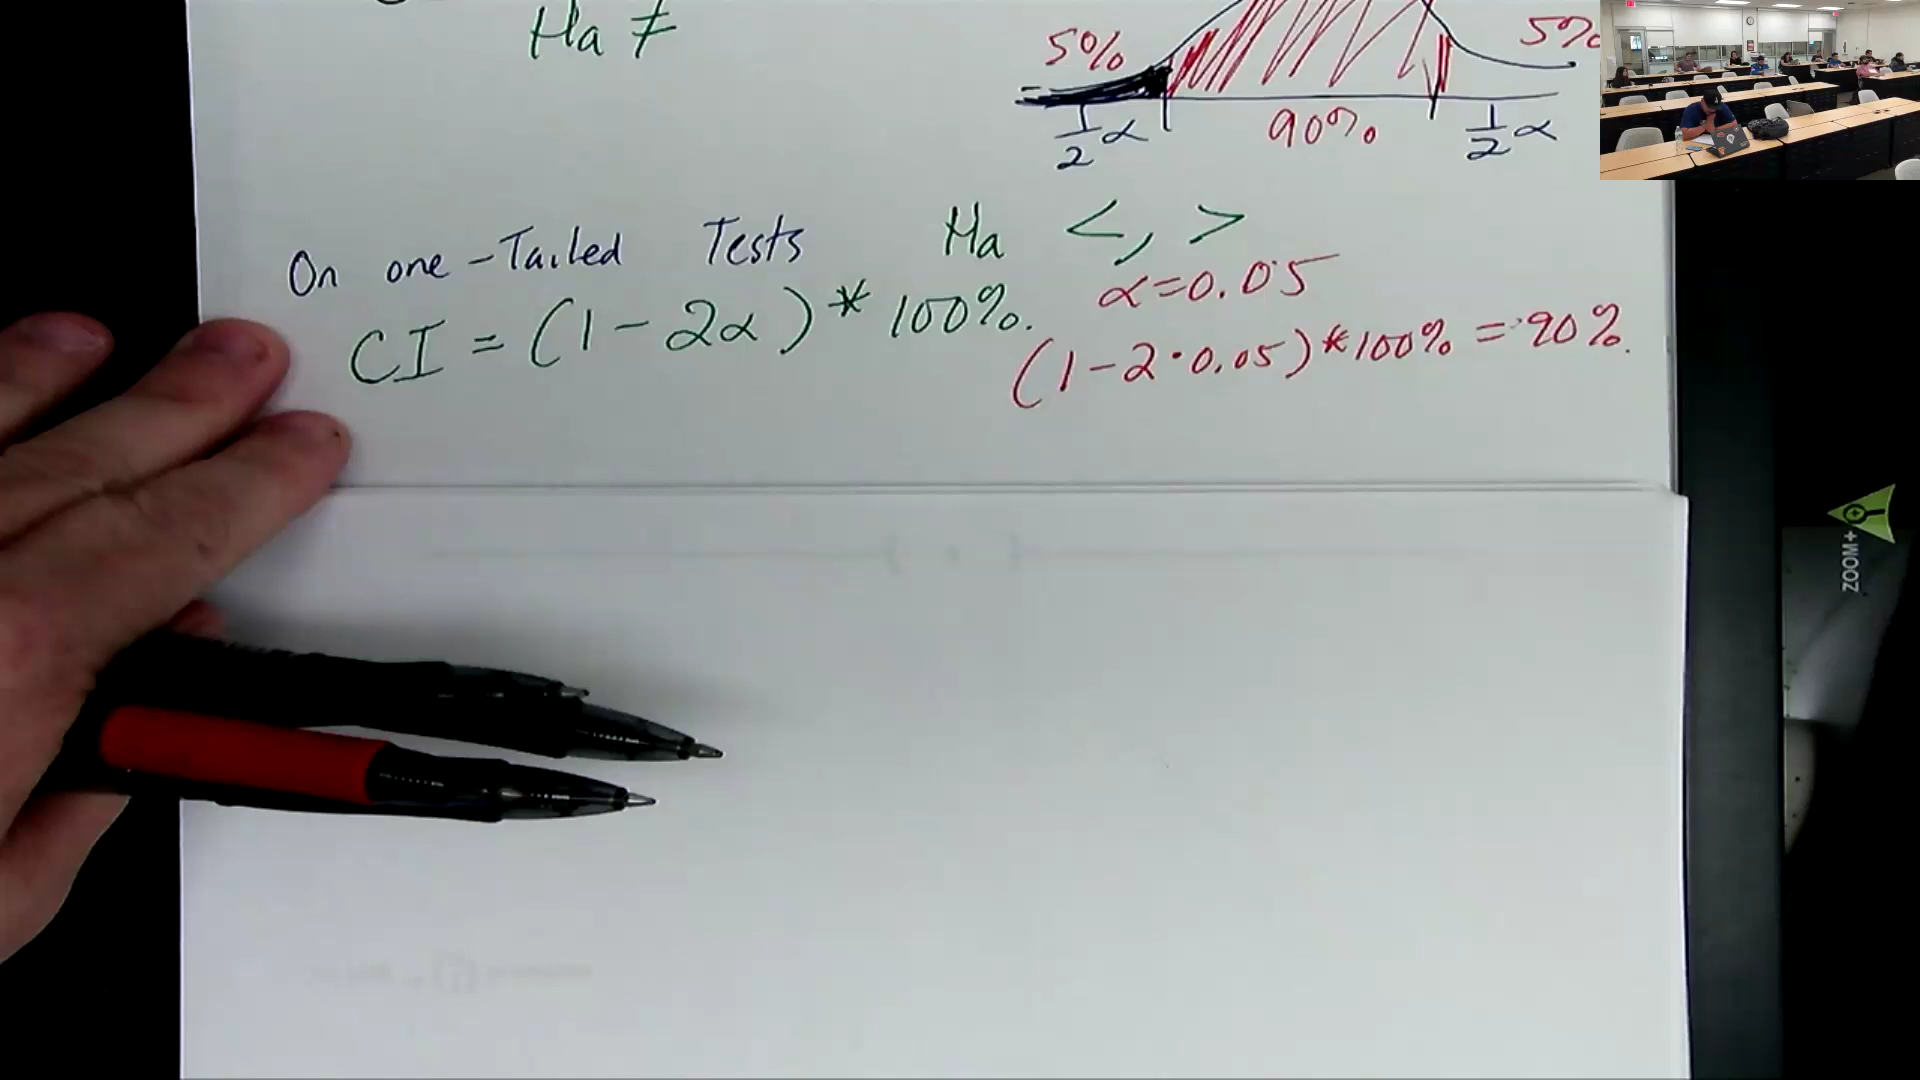 Ha ≠
5% 5%
1/2 α 90% 1/2 α
On one-Tailed Tests Ha <, >
α=0.05
CI = (1-2α)*100%.
(1-2·0.05)*100% = 90%.
ZOOM+